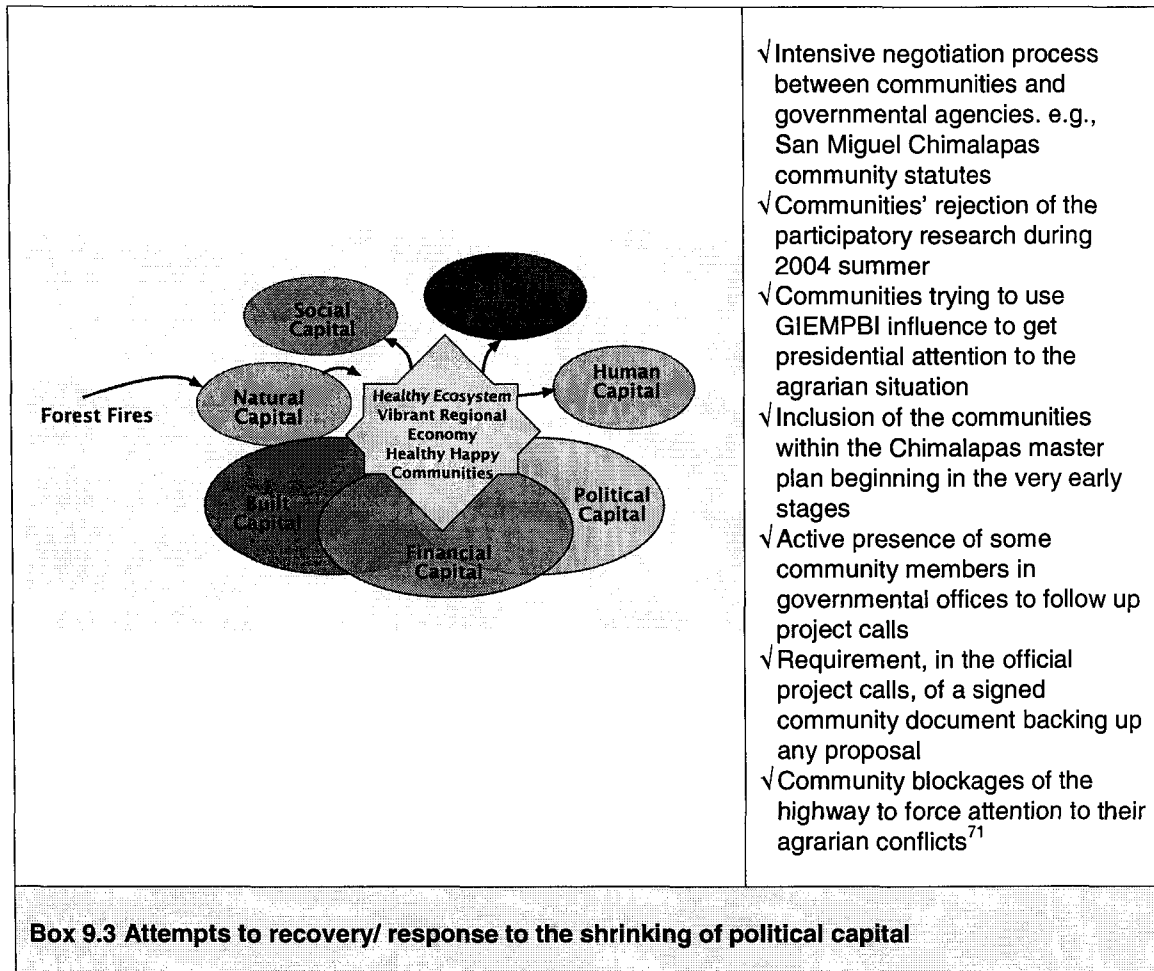 Social
Capital
Forest Fires
Natural
Capital
Healthy Ecosystem
Vibrant Regional
Economy
Healthy Happy
Communities
Human
Capital
Built
Capital
Financial
Capital
Political
Capital
√Intensive negotiation process
between communities and
governmental agencies. e.g.,
San Miguel Chimalapas
community statutes
√Communities' rejection of the
participatory research during
2004 summer
√Communities trying to use
GIEMPBI influence to get
presidential attention to the
agrarian situation
√Inclusion of the communities
within the Chimalapas master
plan beginning in the very early
stages
√Active presence of some
community members in
governmental offices to follow up
project calls
√Requirement, in the official
project calls, of a signed
community document backing up
any proposal
√Community blockages of the
highway to force attention to their
agrarian conflicts71
Box 9.3 Attempts to recovery/ response to the shrinking of political capital